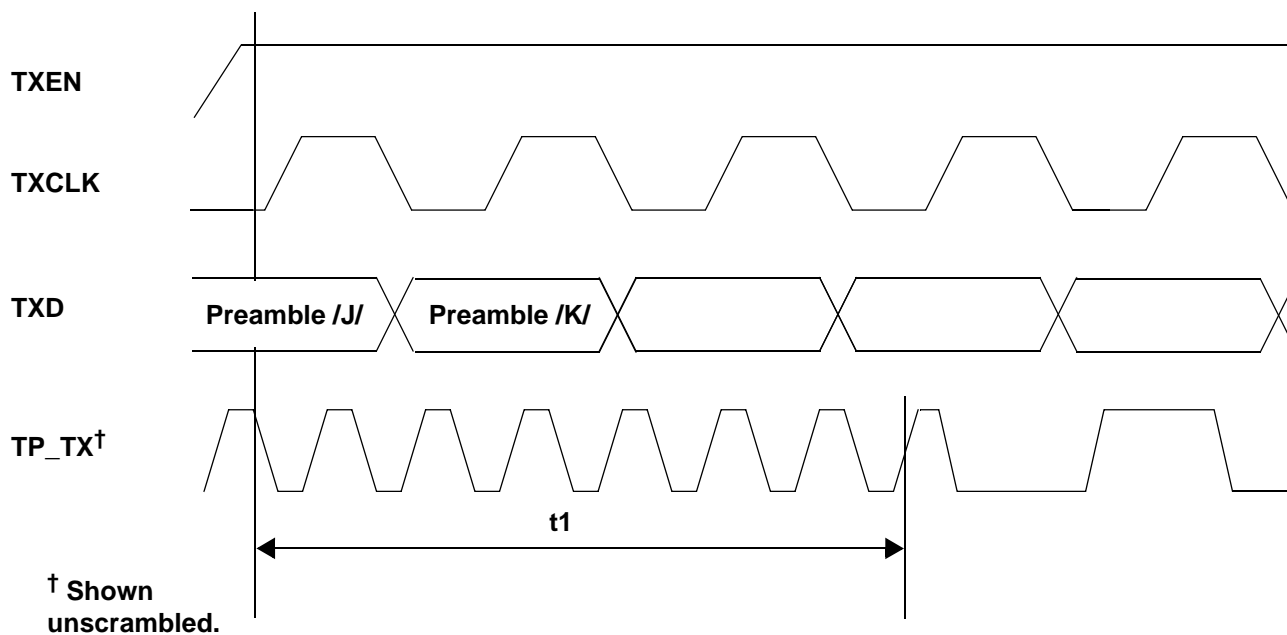 TXEN
TXCLK
TXD
Preamble /J/
Preamble /K/
TP_TX†
t1
† Shown
unscrambled.